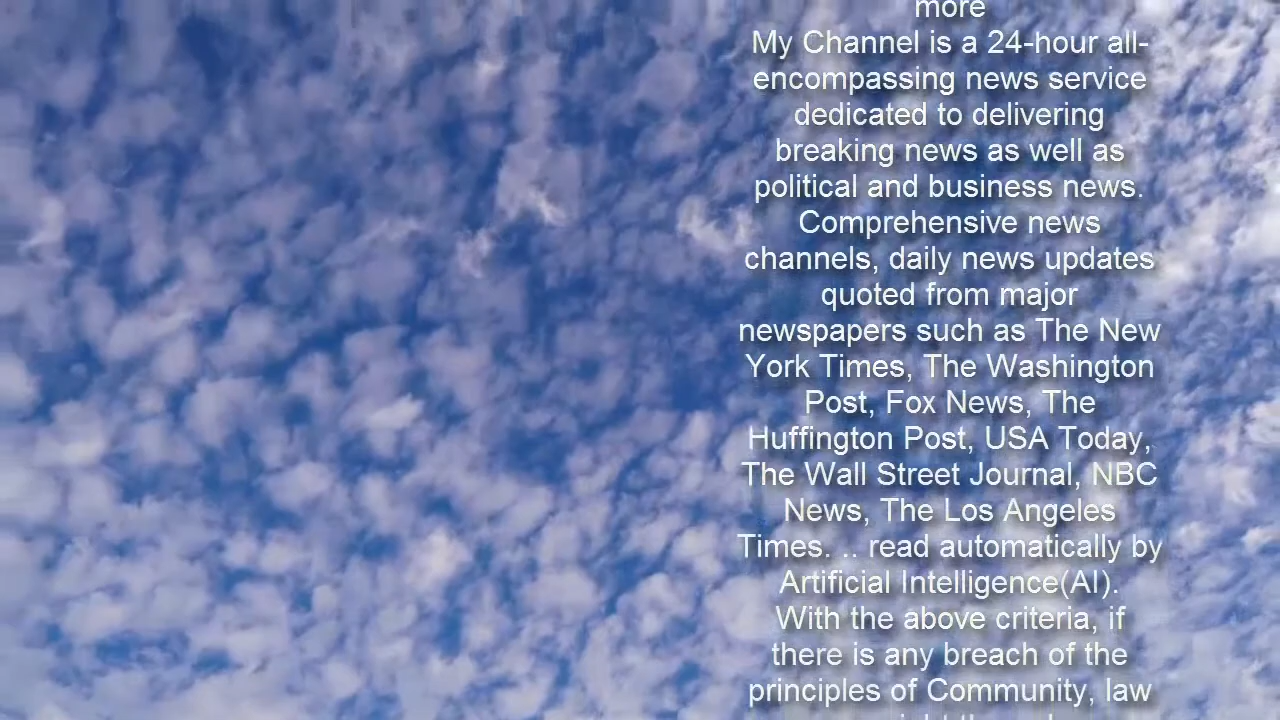 more
My Channel is a 24-hour all-
encompassing news service
dedicated to delivering
breaking news as well as
political and business news.
Comprehensive news
channels, daily news updates
quoted from major
newspapers such as The New
York Times, The Washington
Post, Fox News, The
Huffington Post, USA Today,
The Wall Street Journal, NBC
News, The Los Angeles
Times. .. read automatically by
Artificial Intelligence(AI).
With the above criteria, if
there is any breach of the
principles of Community, law